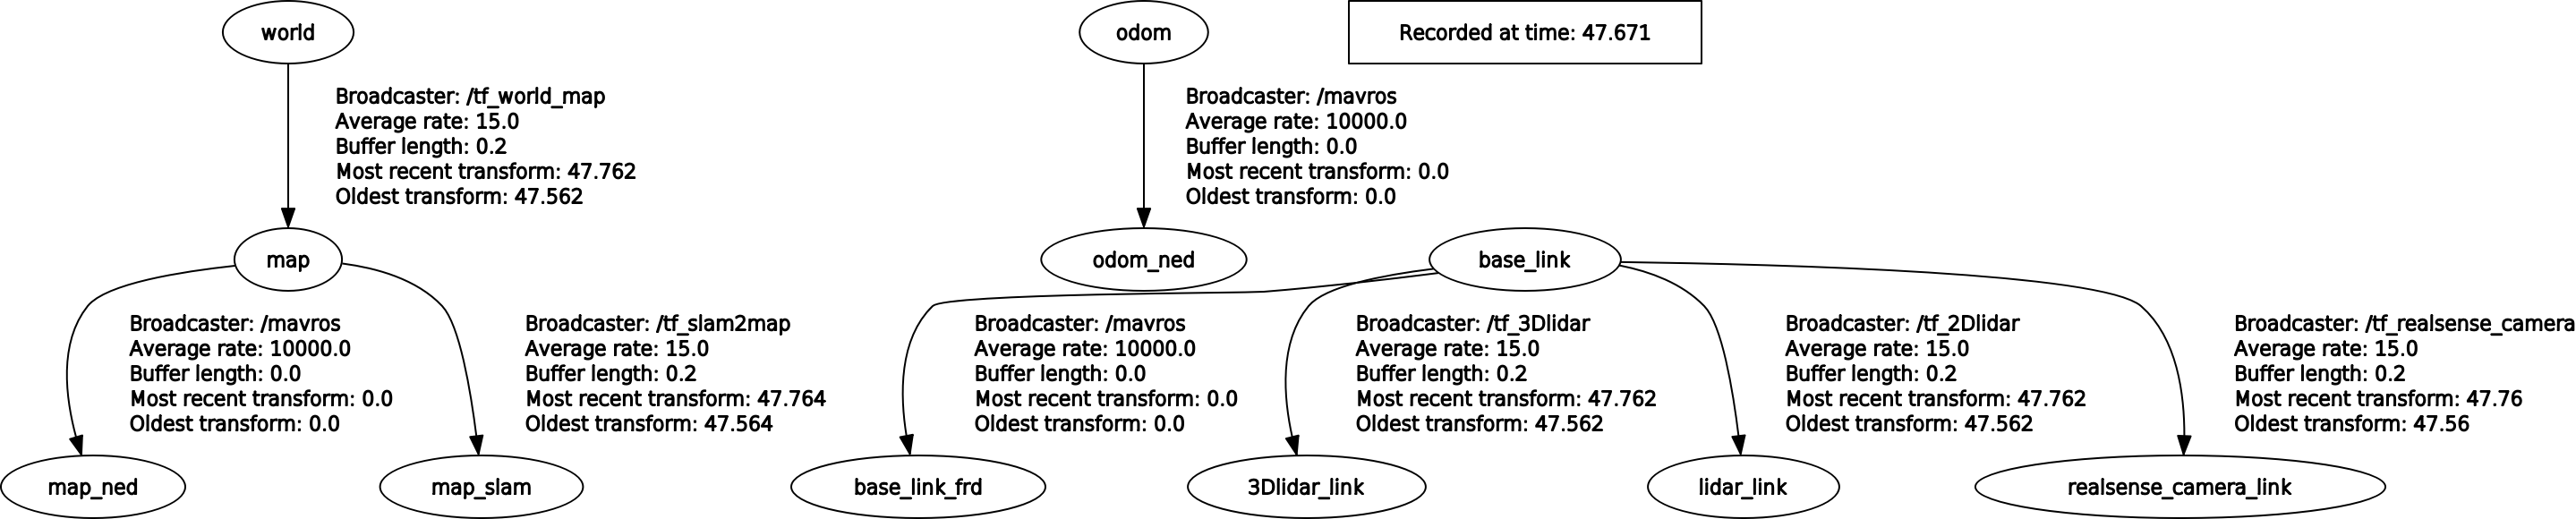 world
odom
Recorded at time: 47.671
Broadcaster: /tf_world_map
Average rate: 15.0
Buffer length: 0.2
Most recent transform: 47.762
Oldest transform: 47.562
Broadcaster: /mavros
Average rate: 10000.0
Buffer length: 0.0
Most recent transform: 0.0
Oldest transform: 0.0
map
odom_ned
base_link
Broadcaster: /mavros
Average rate: 10000.0
Buffer length: 0.0
Most recent transform: 0.0
Oldest transform: 0.0
Broadcaster: /tf_slam2map
Average rate: 15.0
Buffer length: 0.2
Most recent transform: 47.764
Oldest transform: 47.564
Broadcaster: /mavros
Average rate: 10000.0
Buffer length: 0.0
Most recent transform: 0.0
Oldest transform: 0.0
Broadcaster: /tf_3Dlidar
Average rate: 15.0
Buffer length: 0.2
Most recent transform: 47.762
Oldest transform: 47.562
Broadcaster: /tf_2Dlidar
Average rate: 15.0
Buffer length: 0.2
Most recent transform: 47.762
Oldest transform: 47.562
Broadcaster: /tf_realsense_camera
Average rate: 15.0
Buffer length: 0.2
Most recent transform: 47.76
Oldest transform: 47.56
map_ned
map_slam
base_link_frd
3Dlidar_link
lidar_link
realsense_camera_link